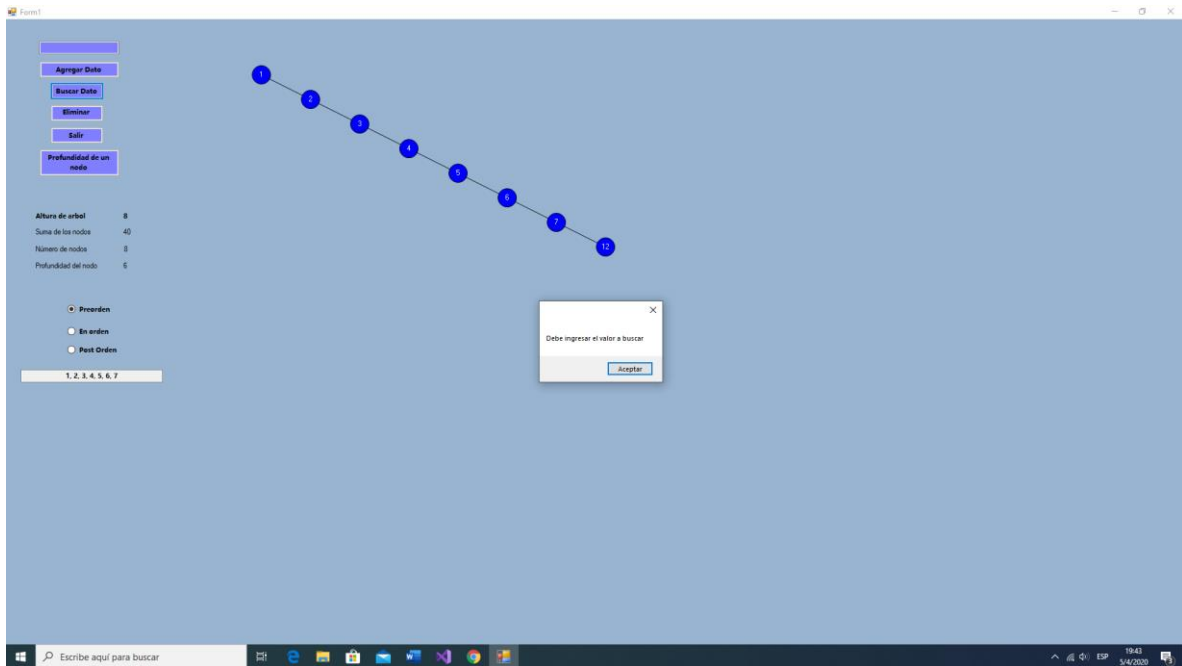 Form1
Agregar Dato
Buscar Dato
Eliminar
Salir
Profundidad de un
nodo
Altura de arbol 8
Suma de los nodos 40
Número de nodos 8
Profundidad del nodo 6
Preorden
En orden
Post Orden
1, 2, 3, 4, 5, 6, 7
1
2
3
4
5
6
7
12
Debe ingresar el valor a buscar
Aceptar
Escribe aquí para buscar
ESP
19:43
5/4/2020